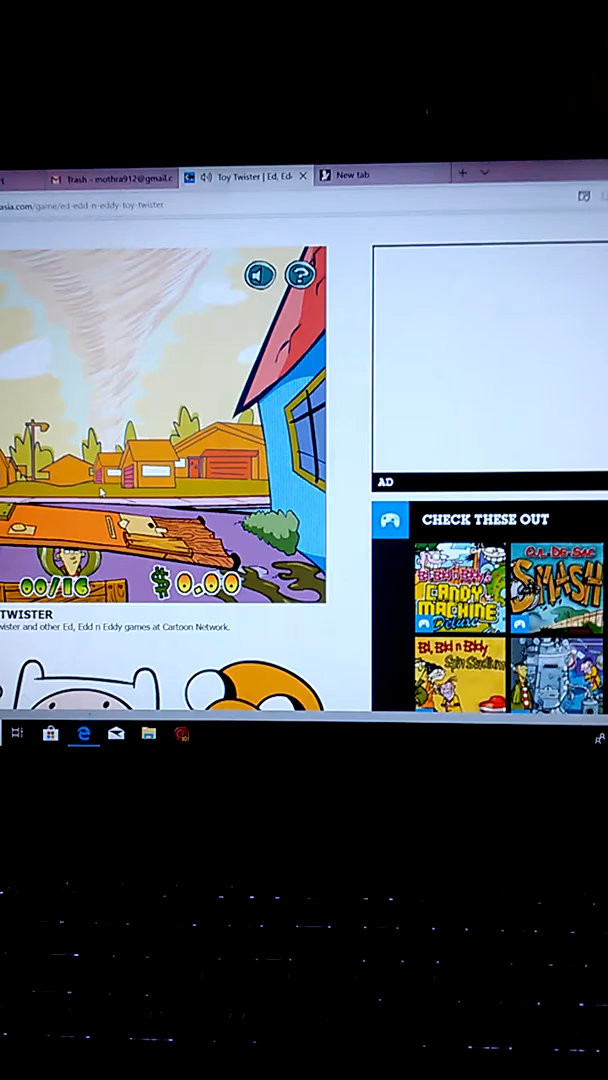 Trash - mothra912@gmail.c
Toy Twister | Ed, Ed
New tab
asia.com/game/ed-edd-n-eddy-toy-twister
?
AD
CHECK THESE OUT
Ed, Edd n Eddy
CANDY
MACHINE
Deluxe
CUL-DE-SAC
SMASH
00/16
$0.00
TWISTER
wister and other Ed, Edd n Eddy games at Cartoon Network.
Ed, Edd n Eddy
Spin Stadium